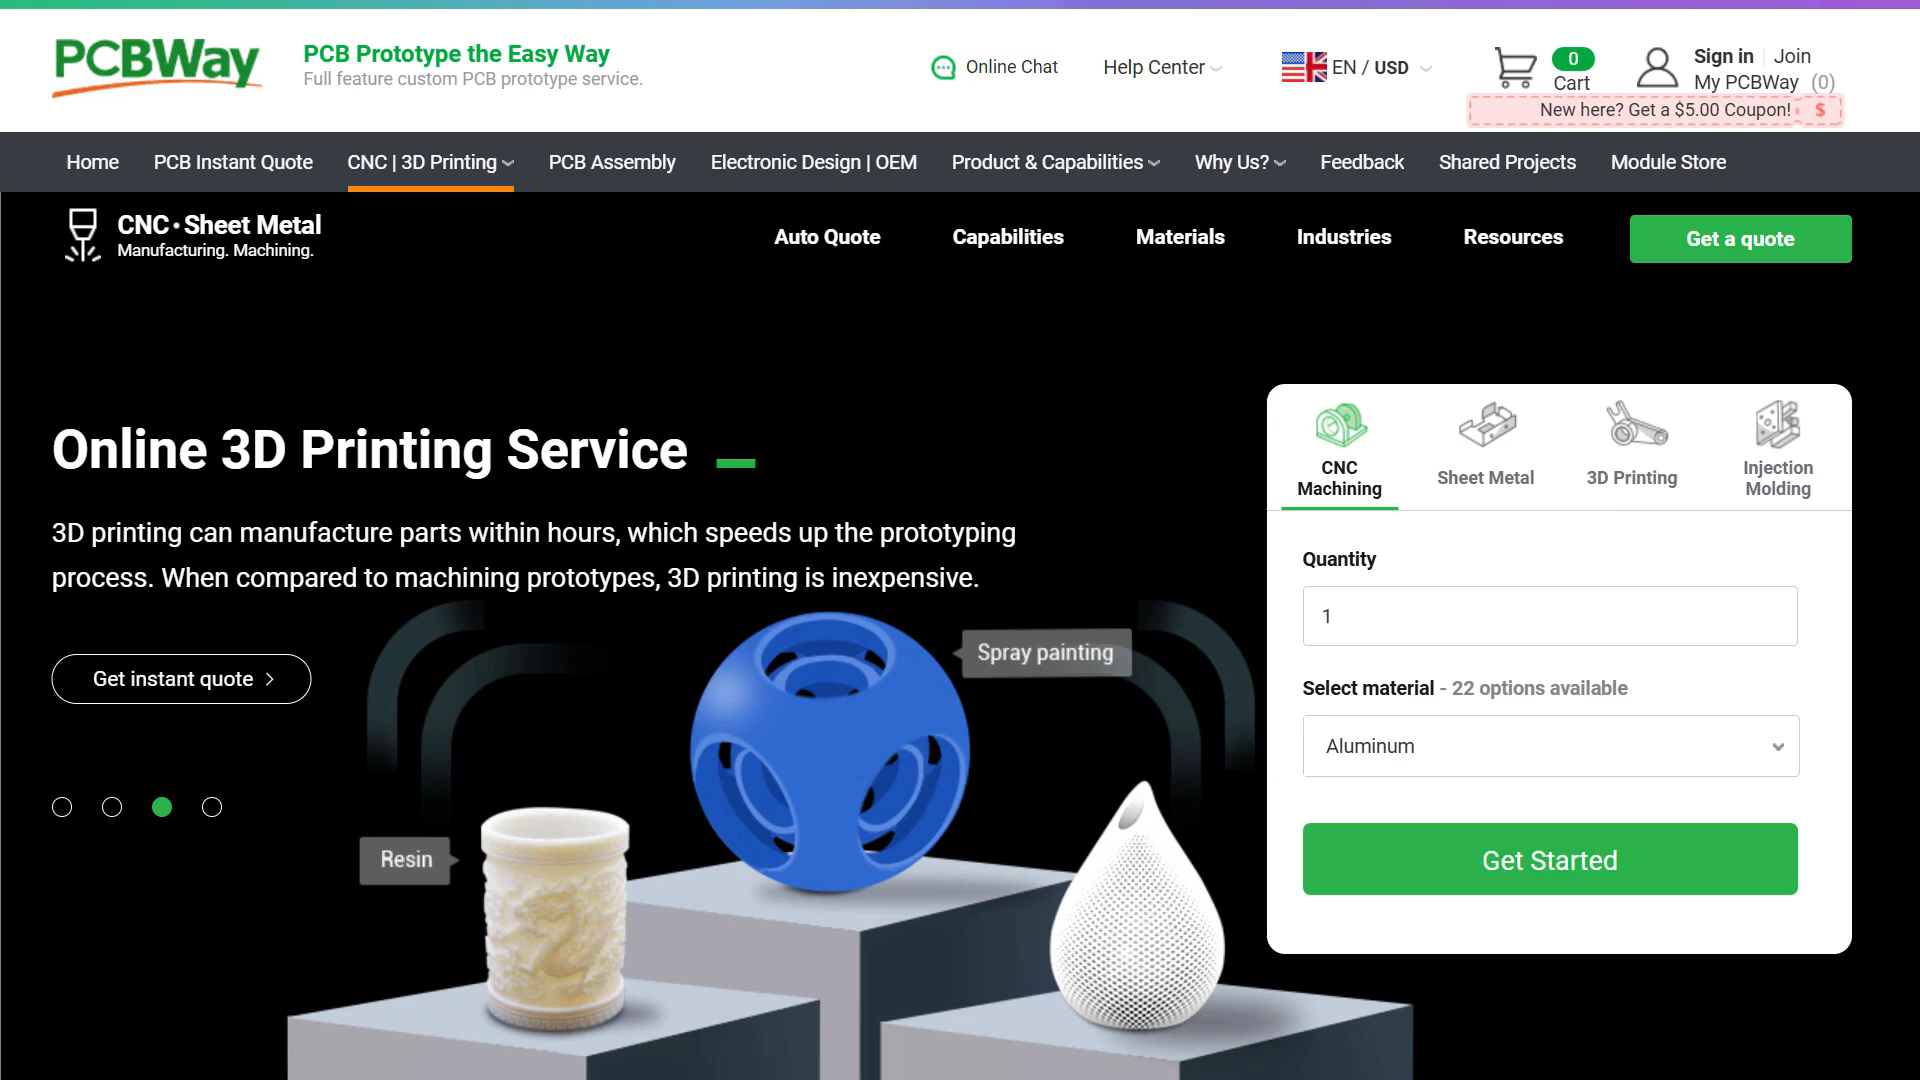 PCBWay
PCB Prototype the Easy Way
Full feature custom PCB prototype service.
Online Chat
Help Center
EN / USD
0
Cart
Sign in
Join
My PCBWay (0)
New here? Get a $5.00 Coupon! $
Home
PCB Instant Quote
CNC | 3D Printing
PCB Assembly
Electronic Design | OEM
Product & Capabilities
Why Us?
Feedback
Shared Projects
Module Store
CNC·Sheet Metal
Manufacturing. Machining.
Auto Quote
Capabilities
Materials
Industries
Resources
Get a quote
Online 3D Printing Service
3D printing can manufacture parts within hours, which speeds up the prototyping
process. When compared to machining prototypes, 3D printing is inexpensive.
Get instant quote
Spray painting
Resin
CNC
Machining
Sheet Metal
3D Printing
Injection
Molding
Quantity
1
Select material - 22 options available
Aluminum
Get Started